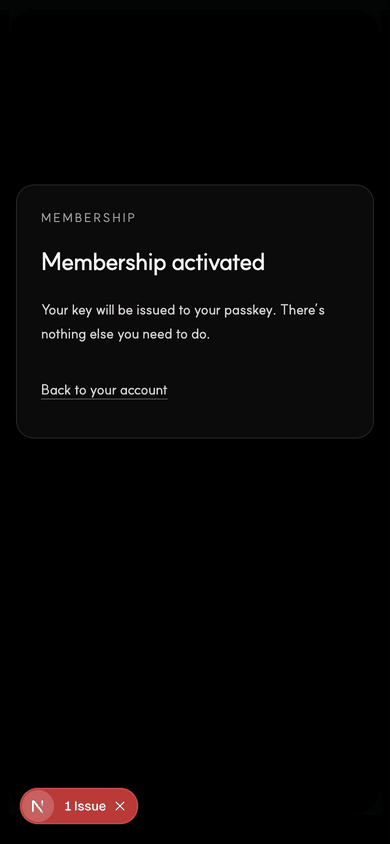 MEMBERSHIP
Membership activated
Your key will be issued to your passkey. There's
nothing else you need to do.
Back to your account
N 1 Issue